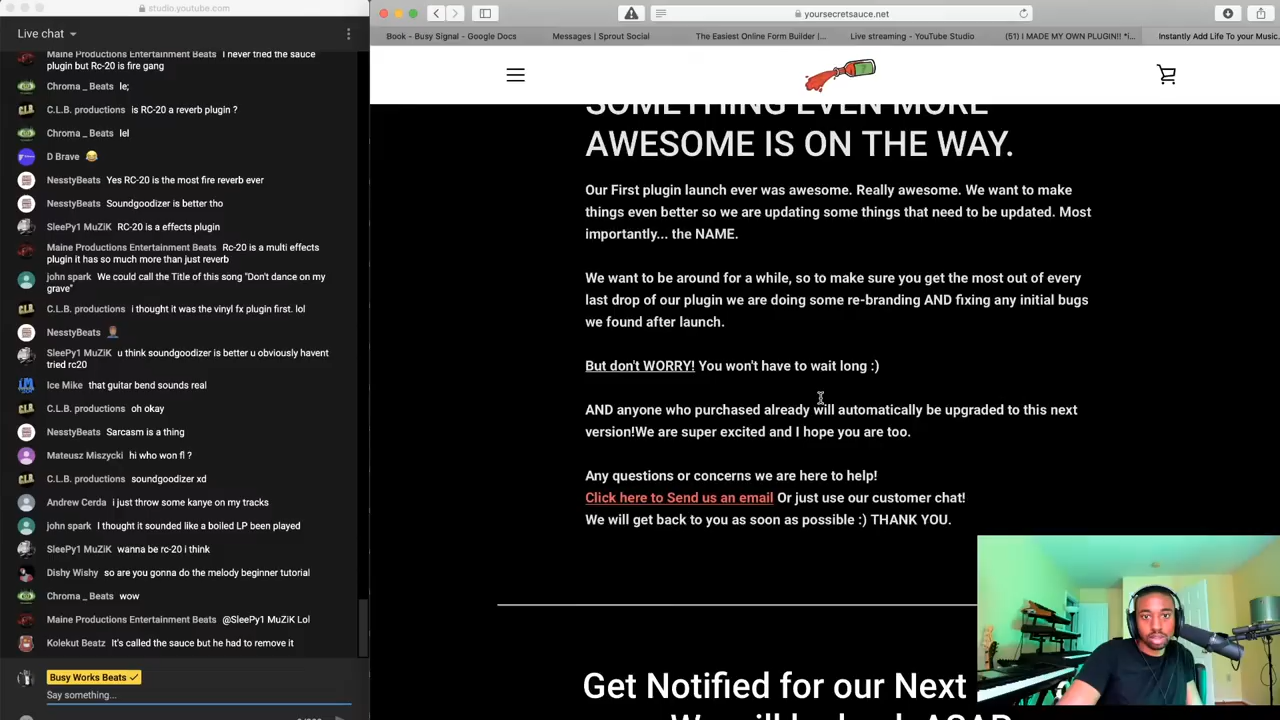 studio.youtube.com
yoursecretsauce.net
Book - Busy Signal - Google Docs
Messages | Sprout Social
The Easiest Online Form Builder |...
Live streaming - YouTube Studio
(51) I MADE MY OWN PLUGIN!! *i...
Instantly Add Life To your Music.
Live chat
Maine Productions Entertainment Beats I never tried the sauce
plugin but Rc-20 is fire gang
Chroma _ Beats le;
C.L.B. productions is RC-20 a reverb plugin ?
Chroma _ Beats lel
D Brave 😂
NesstyBeats Yes RC-20 is the most fire reverb ever
NesstyBeats Soundgoodizer is better tho
SleePy1 MuZiK RC-20 is a effects plugin
Maine Productions Entertainment Beats Rc-20 is a multi effects
plugin it has so much more than just reverb
john spark We could call the Title of this song "Don't dance on my
grave"
C.L.B. productions i thought it was the vinyl fx plugin first. lol
NesstyBeats
SleePy1 MuZiK u think soundgoodizer is better u obviously havent
tried rc20
Ice Mike that guitar bend sounds real
C.L.B. productions oh okay
NesstyBeats Sarcasm is a thing
Mateusz Miszycki hi who won fl ?
C.L.B. productions soundgoodizer xd
Andrew Cerda i just throw some kanye on my tracks
john spark I thought it sounded like a boiled LP been played
SleePy1 MuZiK wanna be rc-20 i think
Dishy Wishy so are you gonna do the melody beginner tutorial
Chroma _ Beats wow
Maine Productions Entertainment Beats @SleePy1 MuZiK Lol
Kolekut Beatz It's called the sauce but he had to remove it
Busy Works Beats
Say something...
SOMETHING EVEN MORE
AWESOME IS ON THE WAY.
Our First plugin launch ever was awesome. Really awesome. We want to make
things even better so we are updating some things that need to be updated. Most
importantly... the NAME.
We want to be around for a while, so to make sure you get the most out of every
last drop of our plugin we are doing some re-branding AND fixing any initial bugs
we found after launch.
But don't WORRY! You won't have to wait long :)
AND anyone who purchased already will automatically be upgraded to this next
version!We are super excited and I hope you are too.
Any questions or concerns we are here to help!
Click here to Send us an email Or just use our customer chat!
We will get back to you as soon as possible :) THANK YOU.
Get Notified for our Next
We will be back ASAP